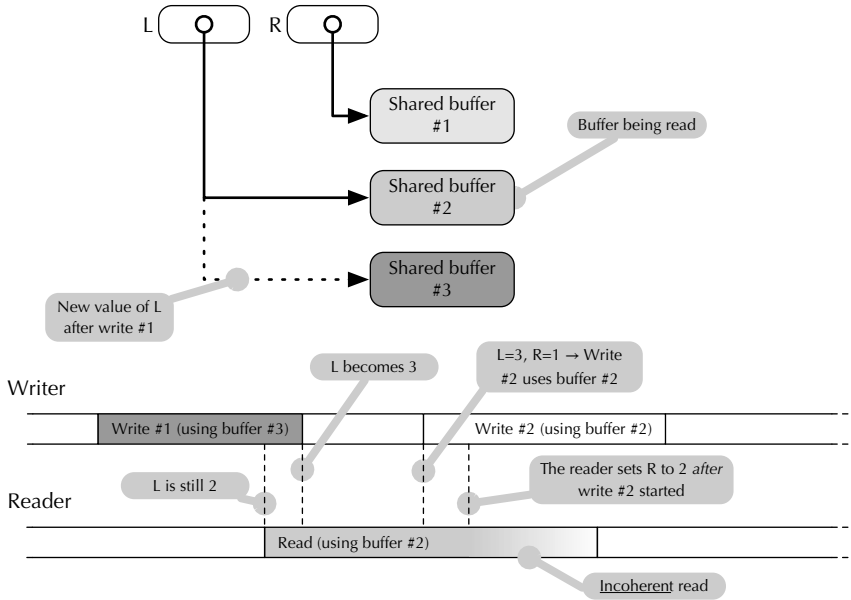 L
R
Shared buffer
#1
Buffer being read
Shared buffer
#2
Shared buffer
#3
New value of L
after write #1
L becomes 3
L=3, R=1 → Write
#2 uses buffer #2
Writer
Write #1 (using buffer #3)
Write #2 (using buffer #2)
L is still 2
The reader sets R to 2 after
write #2 started
Reader
Read (using buffer #2)
Incoherent read